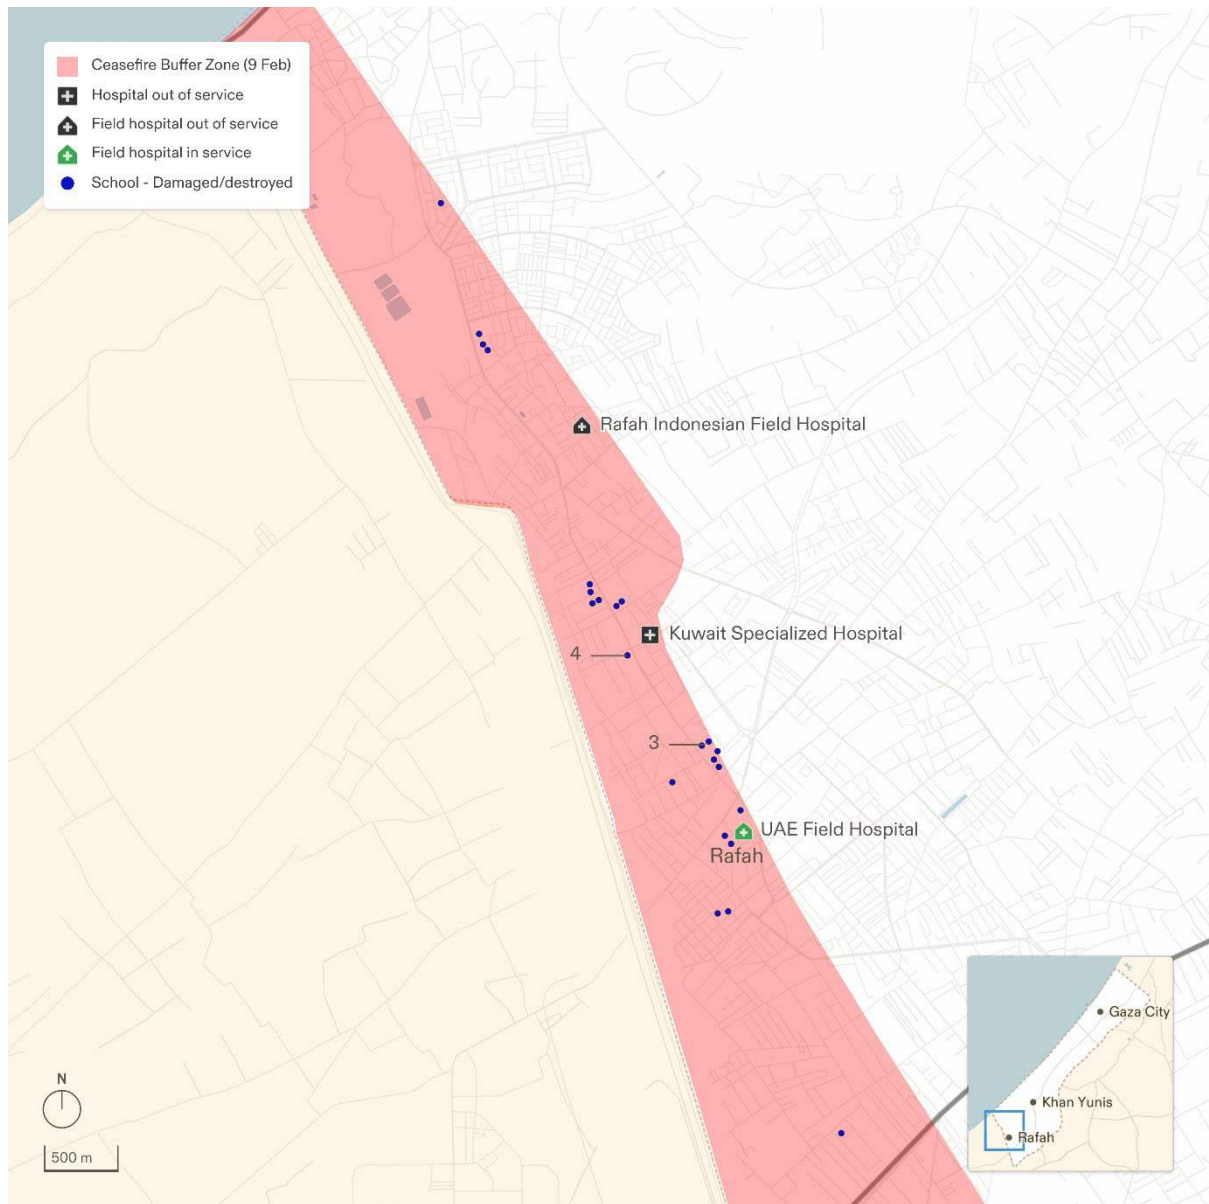 Ceasefire Buffer Zone (9 Feb)
Hospital out of service
Field hospital out of service
Field hospital in service
School - Damaged/destroyed
Rafah Indonesian Field Hospital
Kuwait Specialized Hospital
4
3
UAE Field Hospital
Rafah
Gaza City
Khan Yunis
Rafah
N
500 m